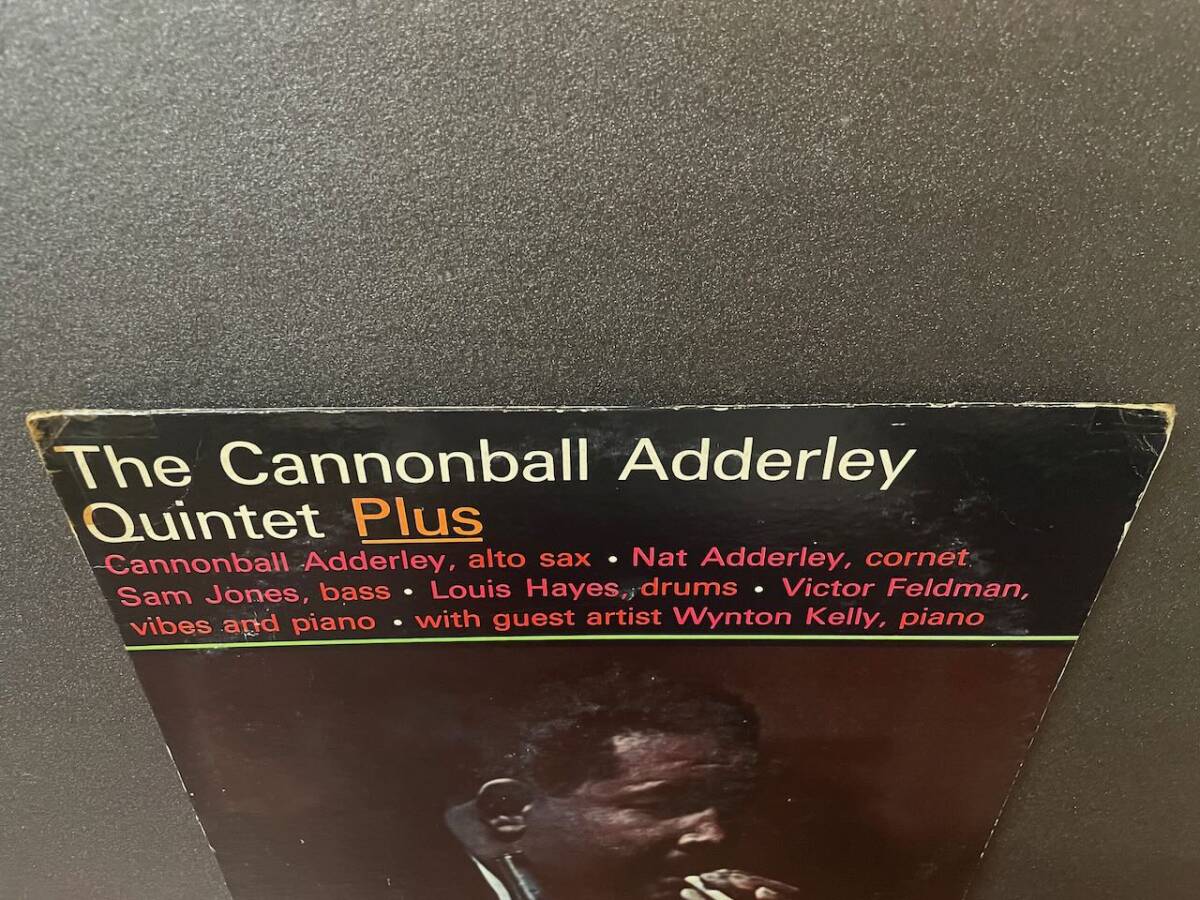 The Cannonball Adderley
Quintet Plus
Cannonball Adderley, alto sax • Nat Adderley, cornet
Sam Jones, bass • Louis Hayes, drums • Victor Feldman,
vibes and piano • with guest artist Wynton Kelly, piano